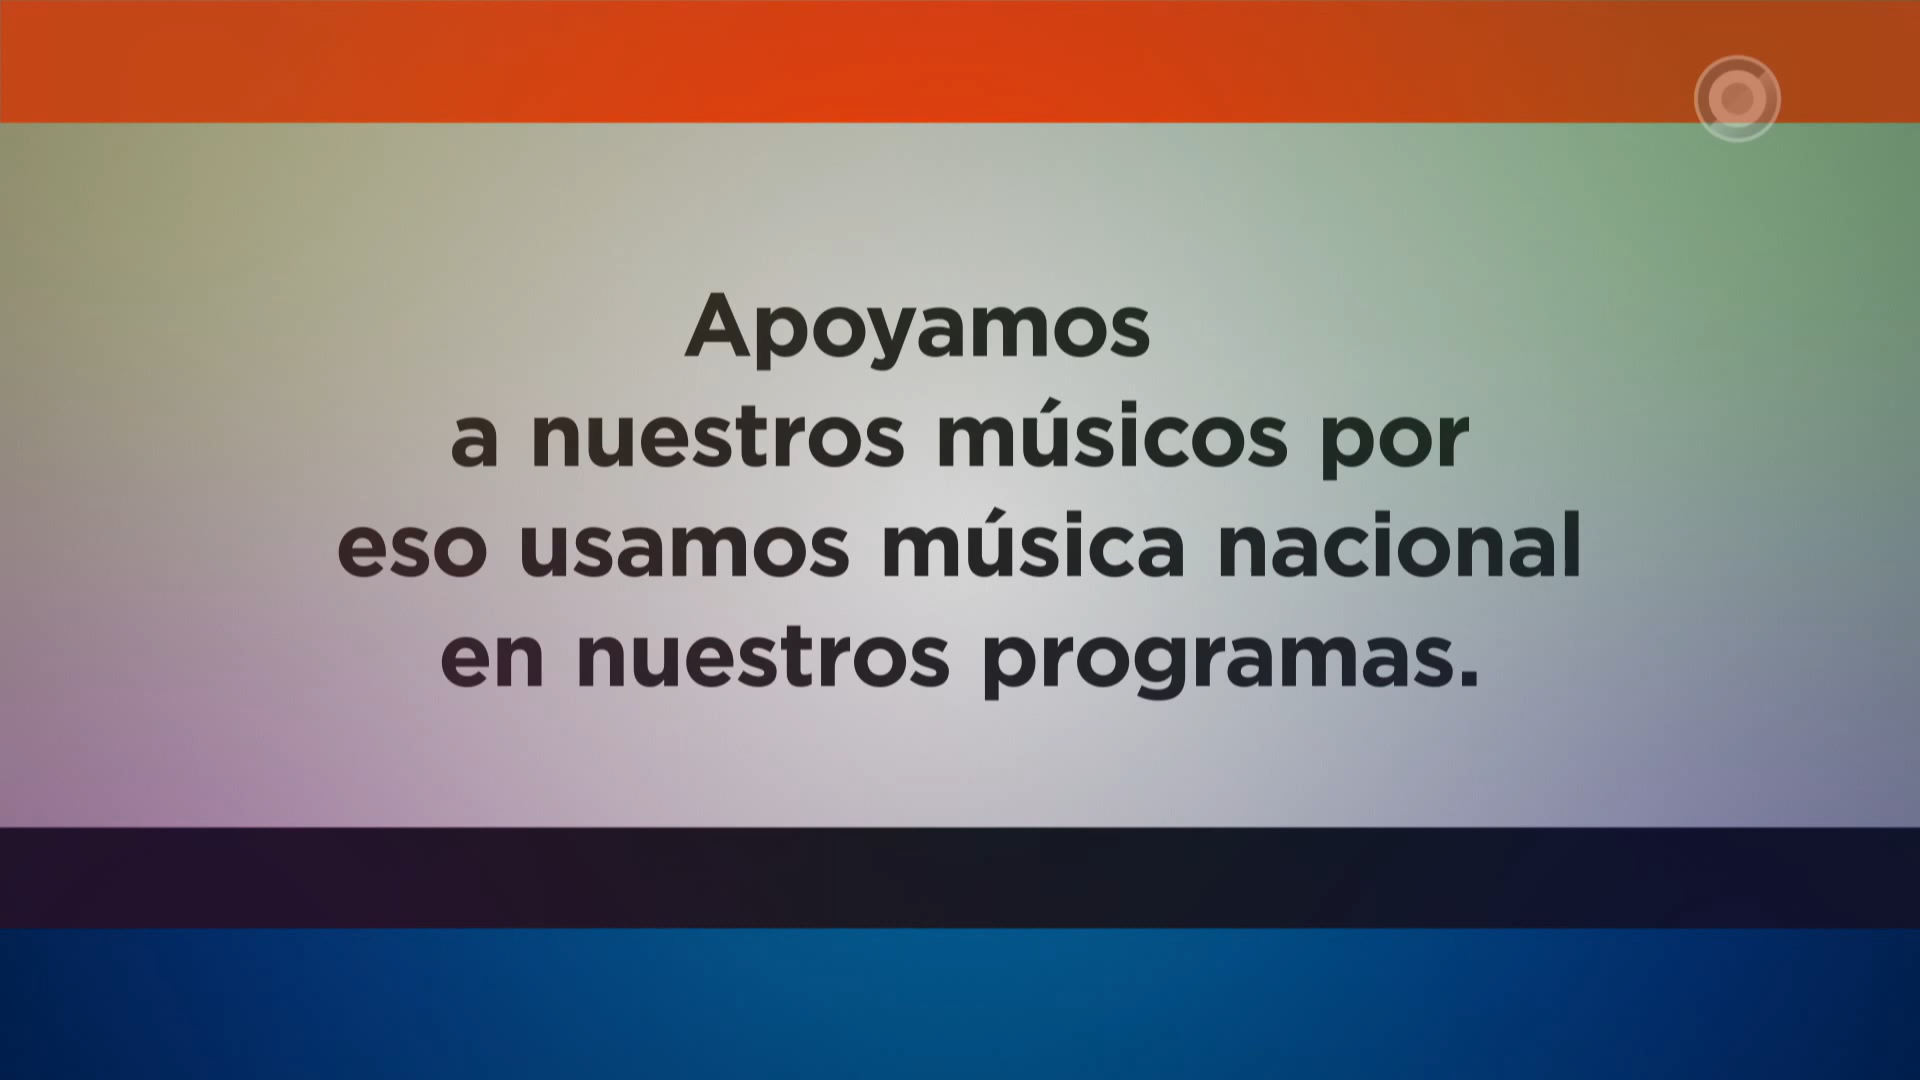 Apoyamos
a nuestros músicos por
eso usamos música nacional
en nuestros programas.